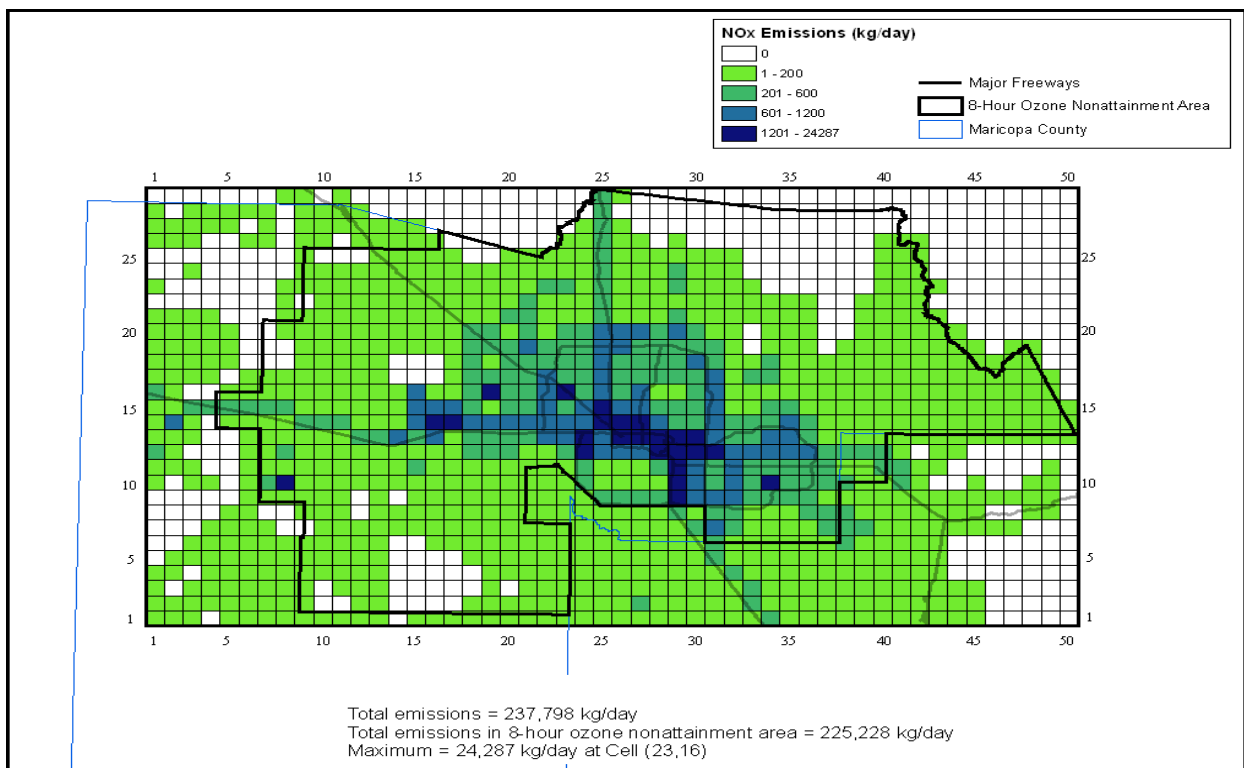 NOx Emissions (kg/day)
0
1 - 200
201 - 600
601 - 1200
1201 - 24287
Major Freeways
8-Hour Ozone Nonattainment Area
Maricopa County
1 5 10 15 20 25 30 35 40 45 50
25 25
20 20
15 15
10 10
5 5
1 1
1 5 10 15 20 25 30 35 40 45 50
Total emissions = 237,798 kg/day
Total emissions in 8-hour ozone nonattainment area = 225,228 kg/day
Maximum = 24,287 kg/day at Cell (23,16)